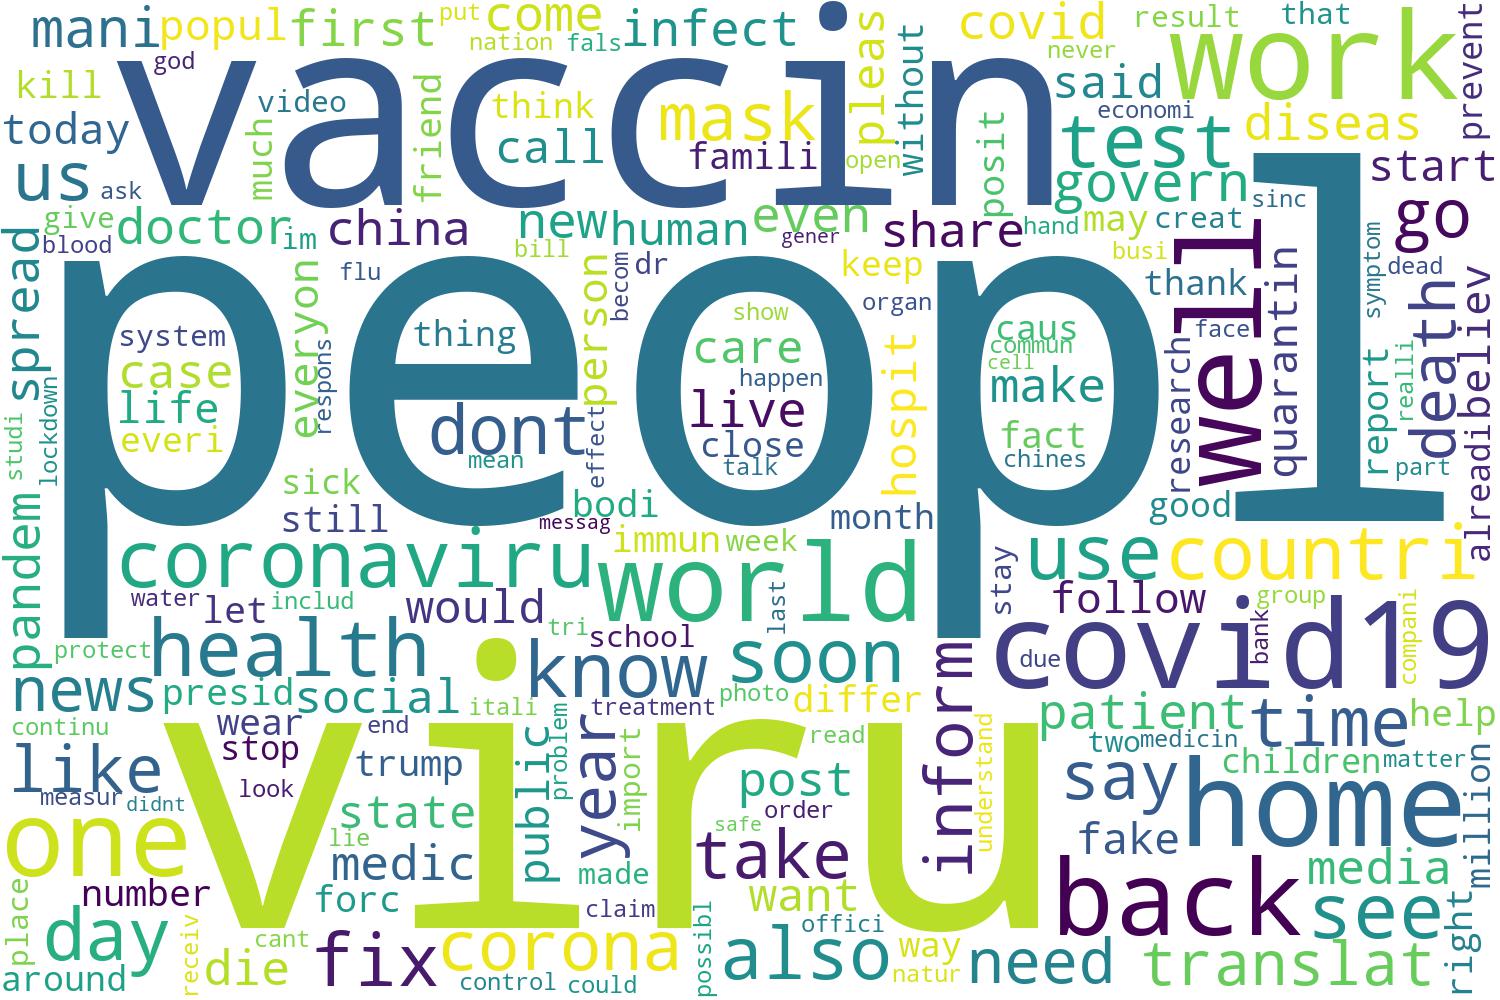 mani popul first put come infect covid result that
nation fals never
god
vaccin
work
prevent
kill video think mask pleas without said economi
today much friend call famili open posit test diseas
us ask govern start
give doctor im china new human even share hand may creat sinc go
blood bill gener busi
flu becom dr keep thank symptom dead
spread everyon person organ well quarantin death alreadi believ
peopl
system thing show caus face
case care commun cell
life respons happen hospit make research report realli
everi dont live
close fact
mean effect talk chines part
studi lockdown sick bodi good
still messag month
pandem coronaviru immun week use countri
world stay
water let includ would last follow group
health tri school covid19
protect know soon inform due bank compani
news presid social itali photo differ
continu wear end problem treatment patient time help
viru
like stop trump public year import read understand two medicin children matter
measur didnt look post say home million
one state order fake
lie safe
medic made take back media
number forc claim want see
place day receiv cant possibl offici way right
die fix corona also natur need translat
around control could